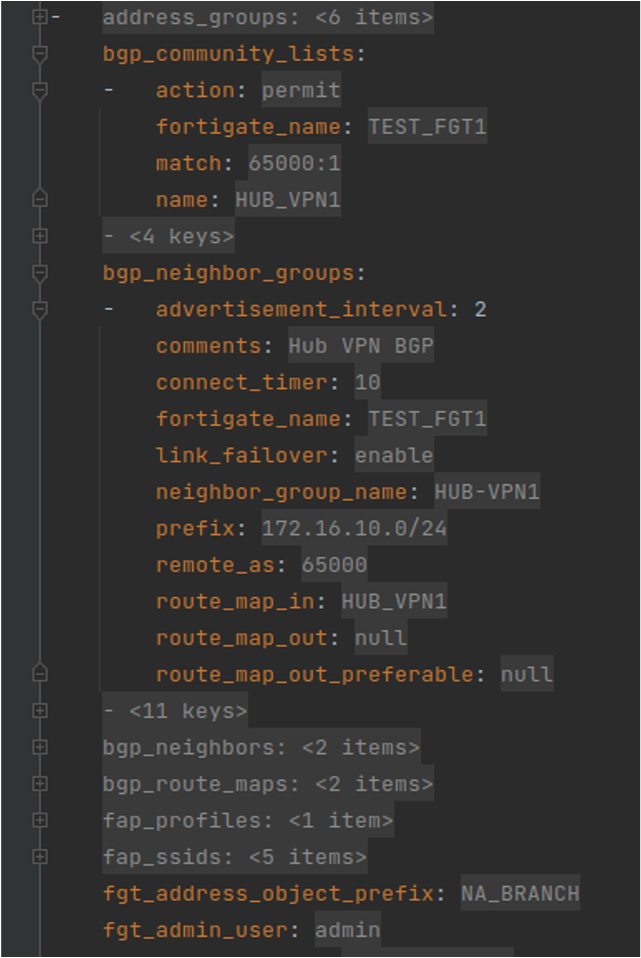 - address_groups: <6 items>
bgp_community_lists:
- action: permit
fortigate_name: TEST_FGT1
match: 65000:1
name: HUB_VPN1
- <4 keys>
bgp_neighbor_groups:
- advertisement_interval: 2
comments: Hub VPN BGP
connect_timer: 10
fortigate_name: TEST_FGT1
link_failover: enable
neighbor_group_name: HUB-VPN1
prefix: 172.16.10.0/24
remote_as: 65000
route_map_in: HUB_VPN1
route_map_out: null
route_map_out_preferable: null
- <11 keys>
bgp_neighbors: <2 items>
bgp_route_maps: <2 items>
fap_profiles: <1 item>
fap_ssids: <5 items>
fgt_address_object_prefix: NA_BRANCH
fgt_admin_user: admin